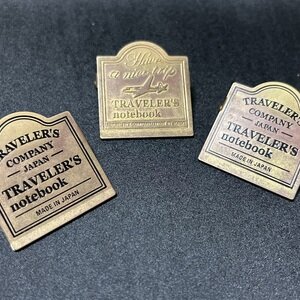 Have
a nice trip
TRAVELER'S
notebook
TRAVELER'S
COMPANY
JAPAN
TRAVELER'S
notebook
MADE IN JAPAN
TRAVELER'S
COMPANY
JAPAN
TRAVELER'S
notebook
MADE IN JAPAN